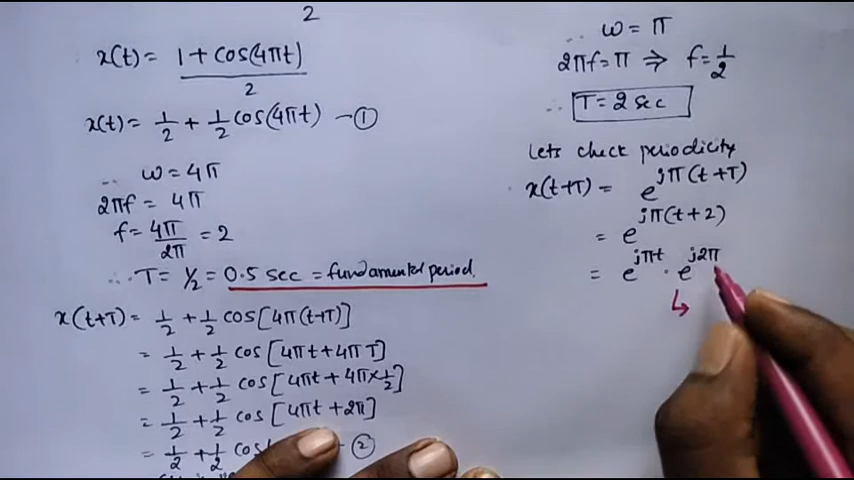 2
x(t) = 1 + cos(4πt)
2
x(t) = 1/2 + 1/2 cos(4πt) — ①
∴ ω = 4π
2πf = 4π
f = 4π/2π = 2
∴ T = 1/2 = 0.5 sec = fundamental period.
x(t+T) = 1/2 + 1/2 cos[4π(t+T)]
= 1/2 + 1/2 cos[4πt + 4πT]
= 1/2 + 1/2 cos[4πt + 4π×1/2]
= 1/2 + 1/2 cos[4πt + 2π]
= 1/2 + 1/2 cos ②
∴ ω = π
2πf = π ⇒ f = 1/2
∴ T = 2 sec
Lets check periodicity
x(t+T) = e^{jπ(t+T)}
= e^{jπ(t+2)}
= e^{jπt} · e^{j2π}
↳